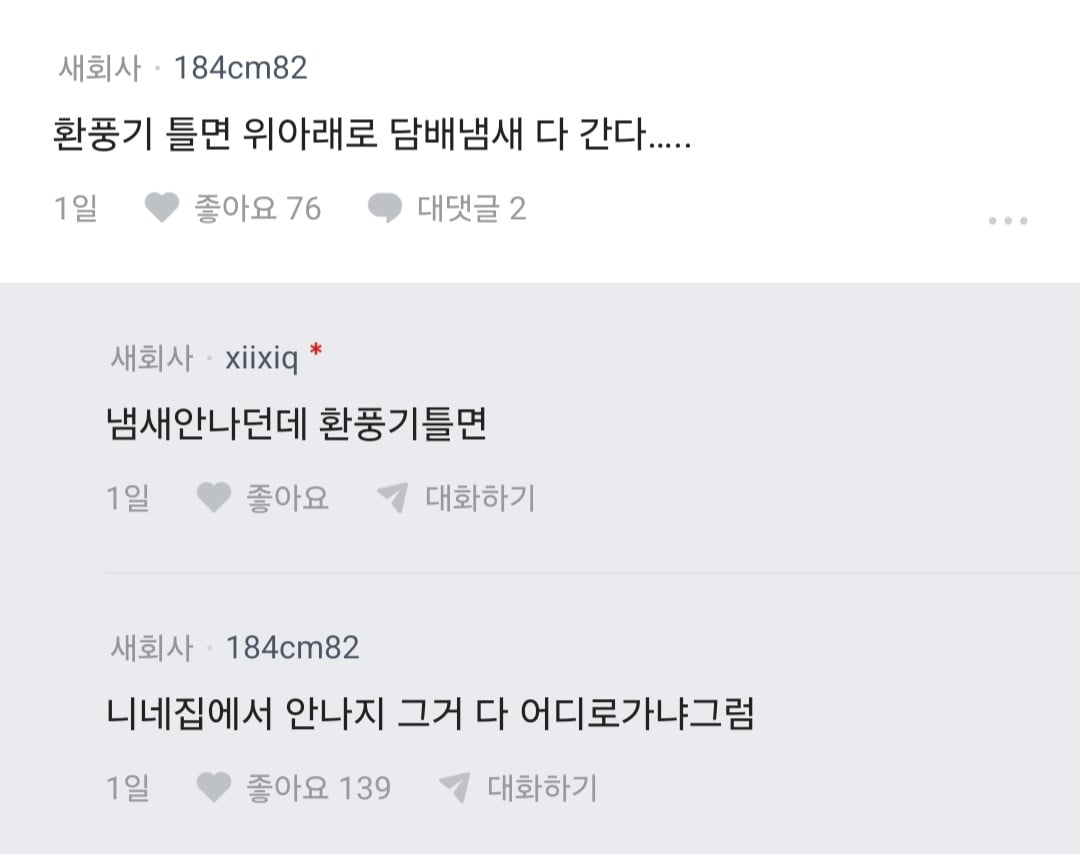 새회사 · 184cm82
환풍기 틀면 위아래로 담배냄새 다 간다.....
1일 좋아요 76 대댓글 2
새회사 · xiixiq *
냄새안나던데 환풍기틀면
1일 좋아요 대화하기
새회사 · 184cm82
니네집에서 안나지 그거 다 어디로가냐그럼
1일 좋아요 139 대화하기